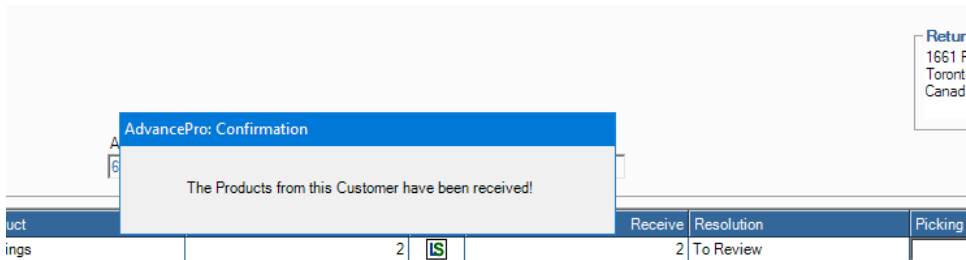 Retur
1661 F
Toront
Canad
AdvancePro: Confirmation
A
6
The Products from this Customer have been received!
uct Receive Resolution Picking
ings 2 LS 2 To Review